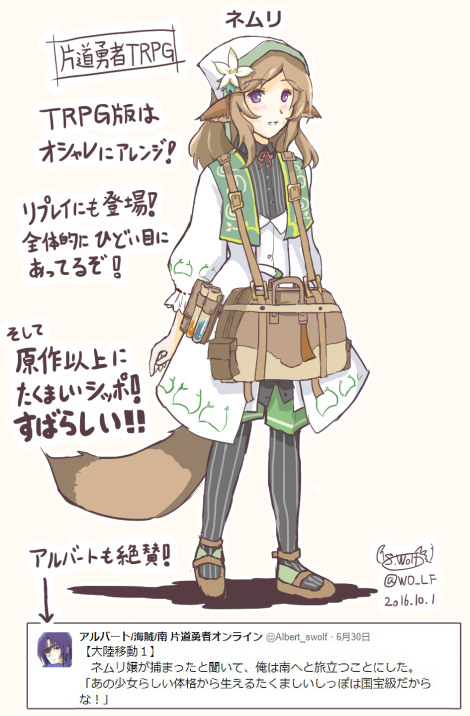 ネムリ
片道勇者TRPG
TRPG版は
オシャレにアレンジ!
リプレイにも登場!
全体的にひどい目に
あってるぞ!
そして
原作以上に
たくましいシッポ!
すばらしい!!
アルバートも絶賛!
S.Wolf
@WO_LF
2016.10.1
アルバート/海賊/南 片道勇者オンライン @Albert_swolf · 6月30日
【大陸移動1】
ネムリ嬢が捕まったと聞いて、俺は南へと旅立つことにした。
「あの少女らしい体格から生えるたくましいしっぽは国宝級だから
な!」